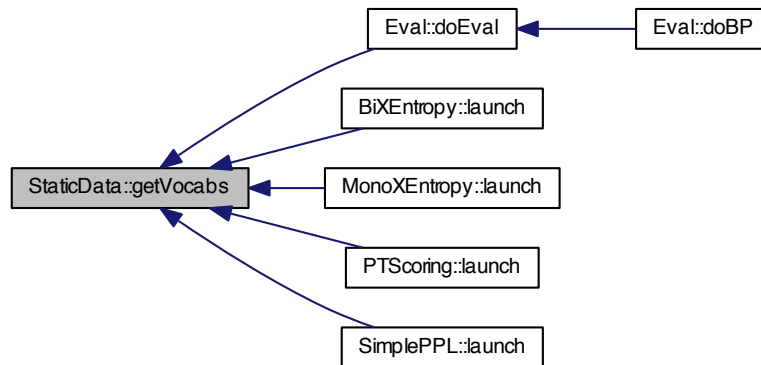 Eval::doEval
Eval::doBP
BiXEntropy::launch
StaticData::getVocabs
MonoXEntropy::launch
PTScoring::launch
SimplePPL::launch